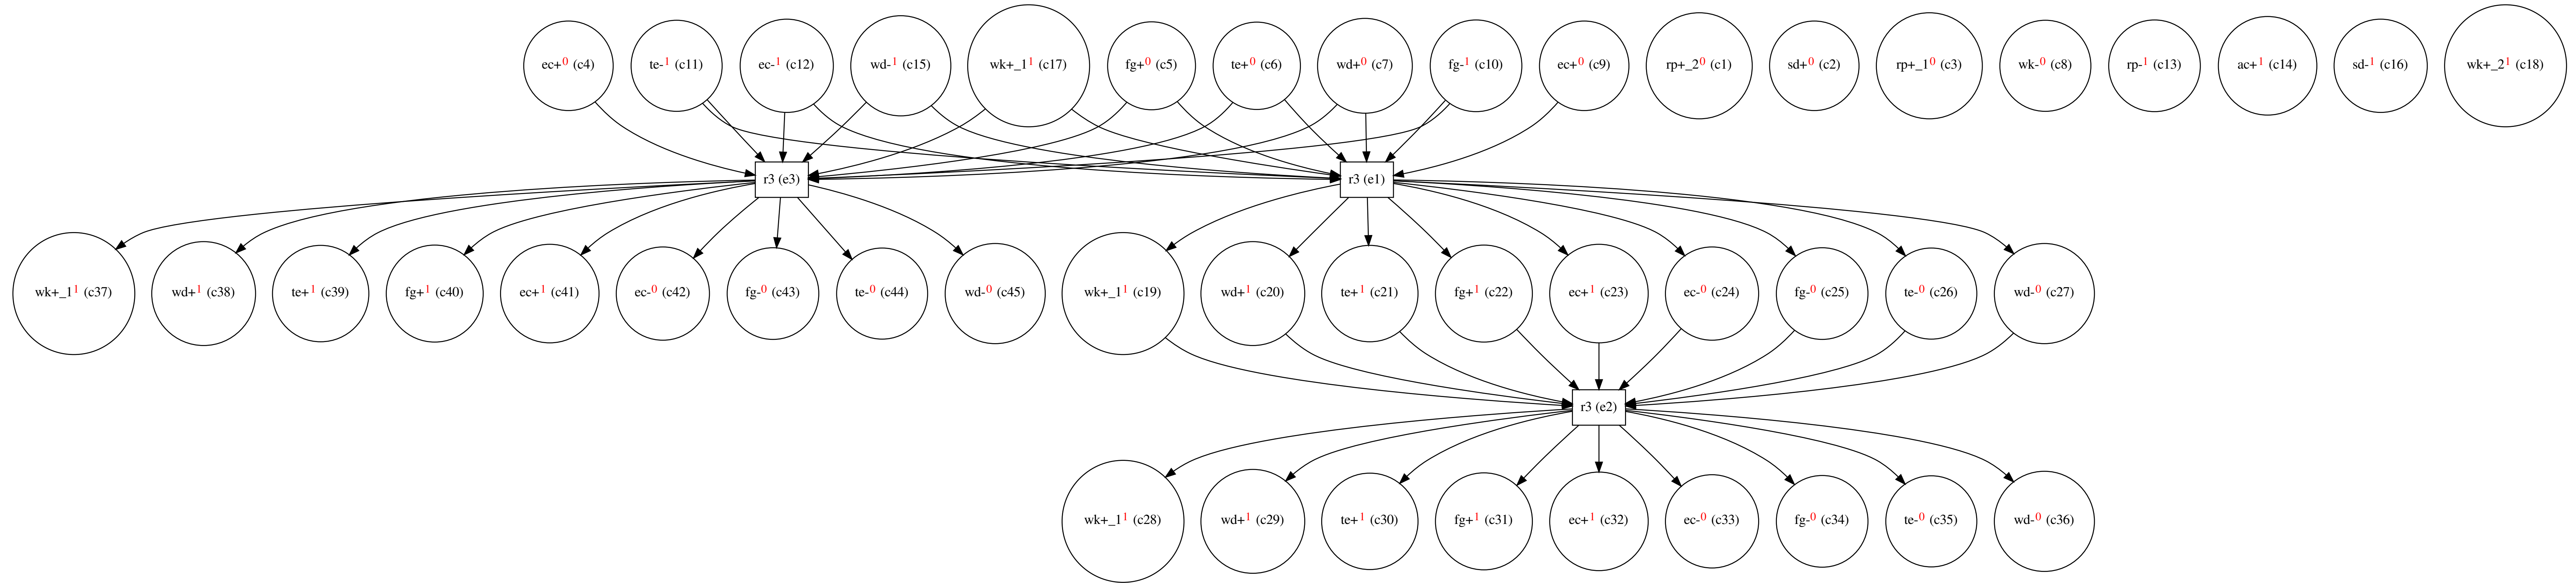 ec+0 (c4)
te-1 (c11)
ec-1 (c12)
wd-1 (c15)
wk+_11 (c17)
fg+0 (c5)
te+0 (c6)
wd+0 (c7)
fg-1 (c10)
ec+0 (c9)
rp+_20 (c1)
sd+0 (c2)
rp+_10 (c3)
wk-0 (c8)
rp-1 (c13)
ac+1 (c14)
sd-1 (c16)
wk+_21 (c18)
r3 (e3)
r3 (e1)
wk+_11 (c37)
wd+1 (c38)
te+1 (c39)
fg+1 (c40)
ec+1 (c41)
ec-0 (c42)
fg-0 (c43)
te-0 (c44)
wd-0 (c45)
wk+_11 (c19)
wd+1 (c20)
te+1 (c21)
fg+1 (c22)
ec+1 (c23)
ec-0 (c24)
fg-0 (c25)
te-0 (c26)
wd-0 (c27)
r3 (e2)
wk+_11 (c28)
wd+1 (c29)
te+1 (c30)
fg+1 (c31)
ec+1 (c32)
ec-0 (c33)
fg-0 (c34)
te-0 (c35)
wd-0 (c36)